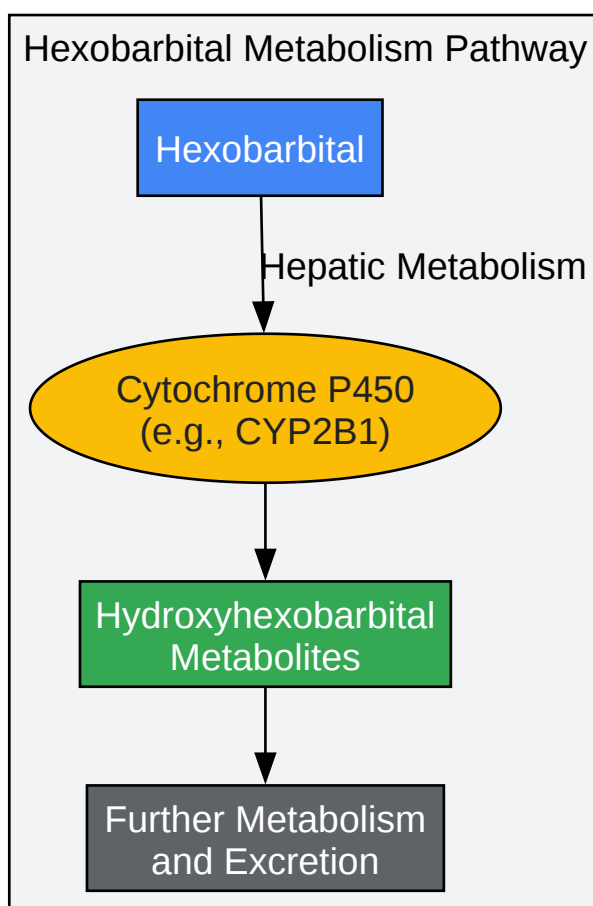 Hexobarbital Metabolism Pathway
Hexobarbital
Hepatic Metabolism
Cytochrome P450
(e.g., CYP2B1)
Hydroxyhexobarbital
Metabolites
Further Metabolism
and Excretion